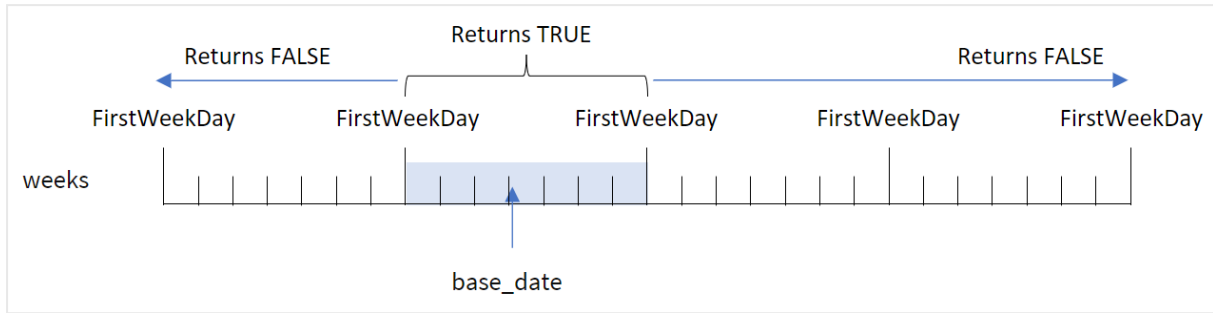 Returns TRUE
Returns FALSE Returns FALSE
FirstWeekDay FirstWeekDay FirstWeekDay FirstWeekDay FirstWeekDay
weeks
base_date